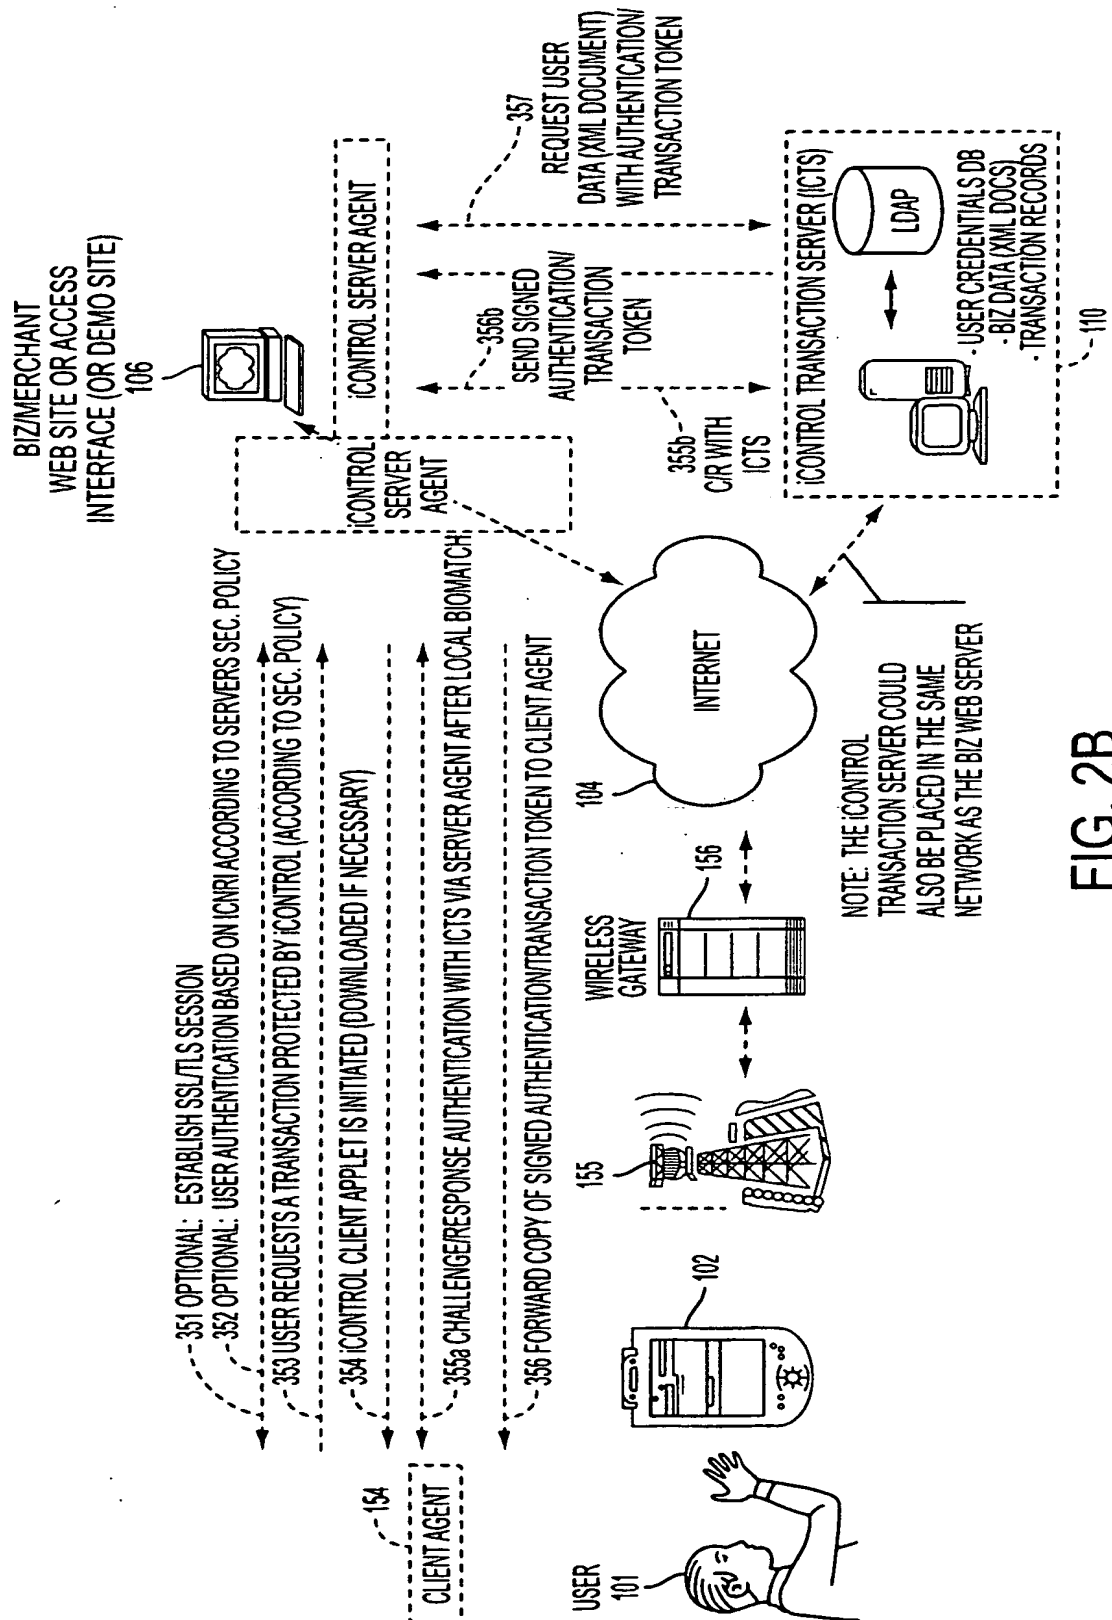 BIZ/MERCHANT
WEB SITE OR ACCESS
INTERFACE (OR DEMO SITE)
106
351 OPTIONAL: ESTABLISH SSL/TLS SESSION
352 OPTIONAL: USER AUTHENTICATION BASED ON ICNRI ACCORDING TO SERVERS SEC. POLICY
353 USER REQUESTS A TRANSACTION PROTECTED BY iCONTROL (ACCORDING TO SEC. POLICY)
354 iCONTROL CLIENT APPLET IS INITIATED (DOWNLOADED IF NECESSARY)
355a CHALLENGE/RESPONSE AUTHENTICATION WITH ICTS VIA SERVER AGENT AFTER LOCAL BIOMATCH
356 FORWARD COPY OF SIGNED AUTHENTICATION/TRANSACTION TOKEN TO CLIENT AGENT
154
CLIENT AGENT
iCONTROL
SERVER
AGENT
iCONTROL SERVER AGENT
356b
SEND SIGNED
AUTHENTICATION/
TRANSACTION
TOKEN
355b
C/R WITH
ICTS
357
REQUEST USER
DATA (XML DOCUMENT)
WITH AUTHENTICATION/
TRANSACTION TOKEN
USER
101
102
155
WIRELESS
GATEWAY
156
104
INTERNET
iCONTROL TRANSACTION SERVER (ICTS)
LDAP
· USER CREDENTIALS DB
· BIZ DATA (XML DOCS)
· TRANSACTION RECORDS
110
NOTE: THE iCONTROL
TRANSACTION SERVER COULD
ALSO BE PLACED IN THE SAME
NETWORK AS THE BIZ WEB SERVER
FIG. 2B